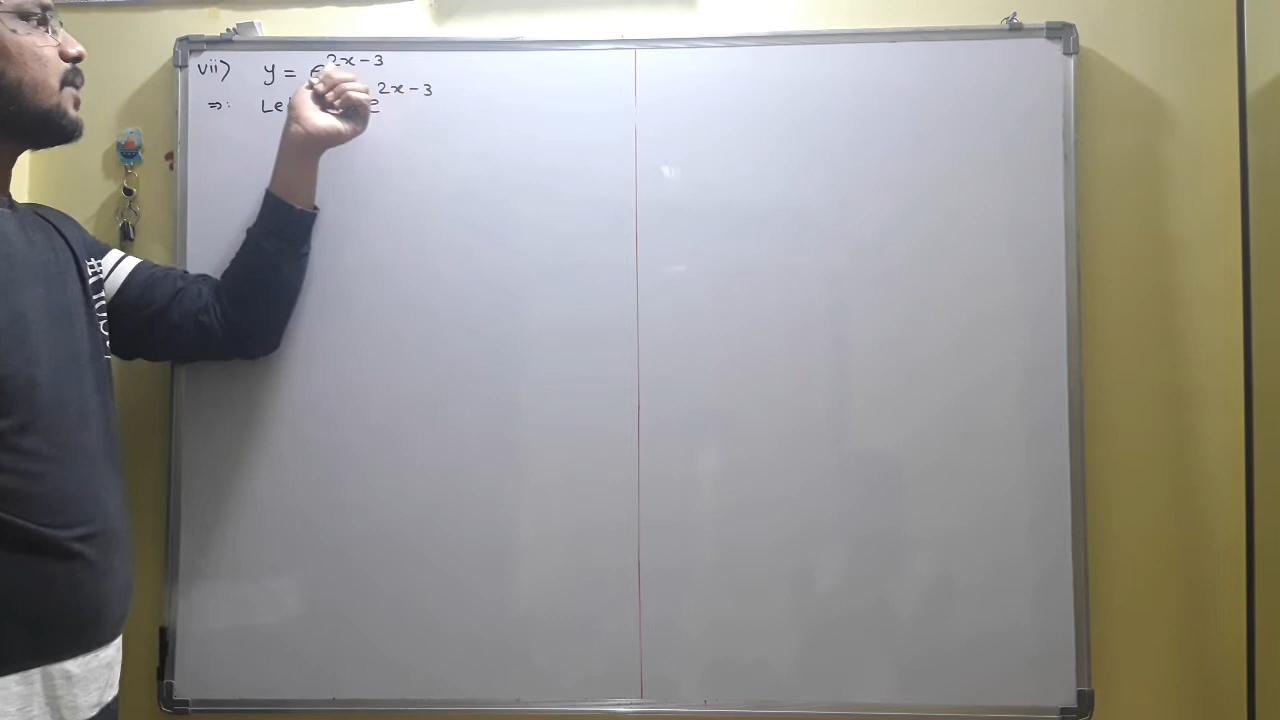 vii) y = e^{2x-3}
⇒: Let e^{2x-3}